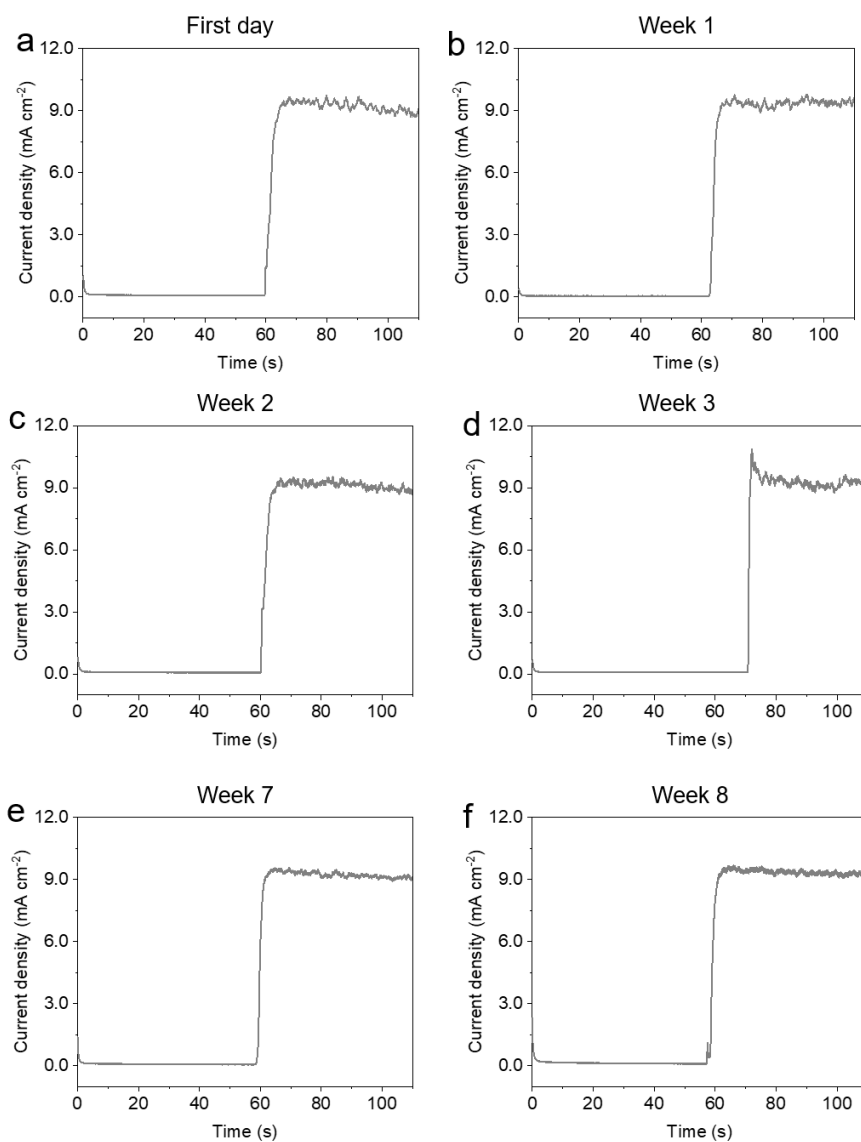 a
First day
12.0
9.0
6.0
3.0
0.0
Current density (mA cm⁻²)
0 20 40 60 80 100
Time (s)
b
Week 1
12.0
9.0
6.0
3.0
0.0
Current density (mA cm⁻²)
0 20 40 60 80 100
Time (s)
c
Week 2
12.0
9.0
6.0
3.0
0.0
Current density (mA cm⁻²)
0 20 40 60 80 100
Time (s)
d
Week 3
12.0
9.0
6.0
3.0
0.0
Current density (mA cm⁻²)
0 20 40 60 80 100
Time (s)
e
Week 7
12.0
9.0
6.0
3.0
0.0
Current density (mA cm⁻²)
0 20 40 60 80 100
Time (s)
f
Week 8
12.0
9.0
6.0
3.0
0.0
Current density (mA cm⁻²)
0 20 40 60 80 100
Time (s)